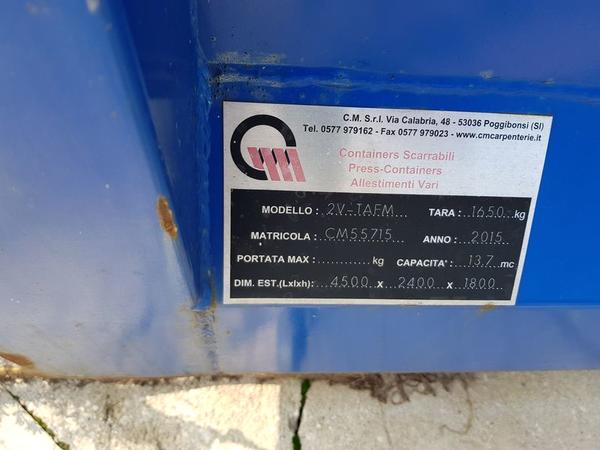 C.M. S.r.l. Via Calabria, 48 - 53036 Poggibonsi (SI)
Tel. 0577 979162 - Fax 0577 979023 - www.cmcarpenterie.it
CM
Containers Scarrabili
Press-Containers
Allestimenti Vari
MODELLO : 2V-TAFM TARA : 1650 kg
MATRICOLA : CM55715 ANNO : 2015
PORTATA MAX : ............ kg CAPACITA' : 13.7 mc
DIM. EST.(Lxlxh): 4500 x 2400 x 1800